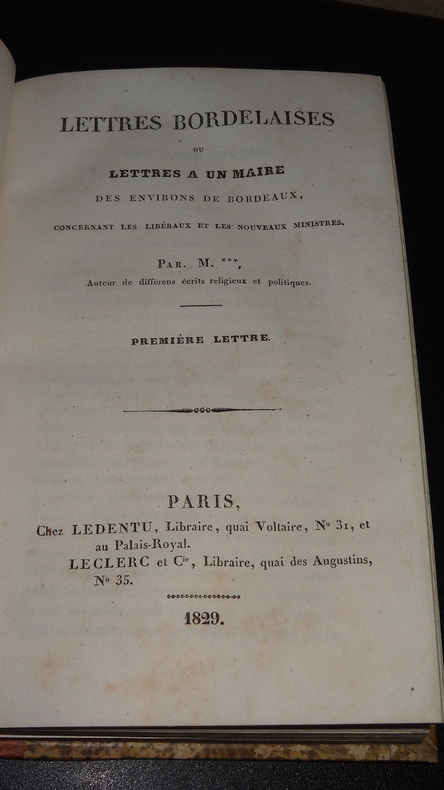 LETTRES BORDELAISES
OU
LETTRES A UN MAIRE
DES ENVIRONS DE BORDEAUX,
CONCERNANT LES LIBÉRAUX ET LES NOUVEAUX MINISTRES.
PAR. M. ***,
Auteur de différens écrits religieux et politiques.
PREMIÈRE LETTRE.
PARIS,
Chez LEDENTU, Libraire, quai Voltaire, Nº 31, et
au Palais-Royal.
LECLERC et Cie, Libraire, quai des Augustins,
Nº 35.
1829.